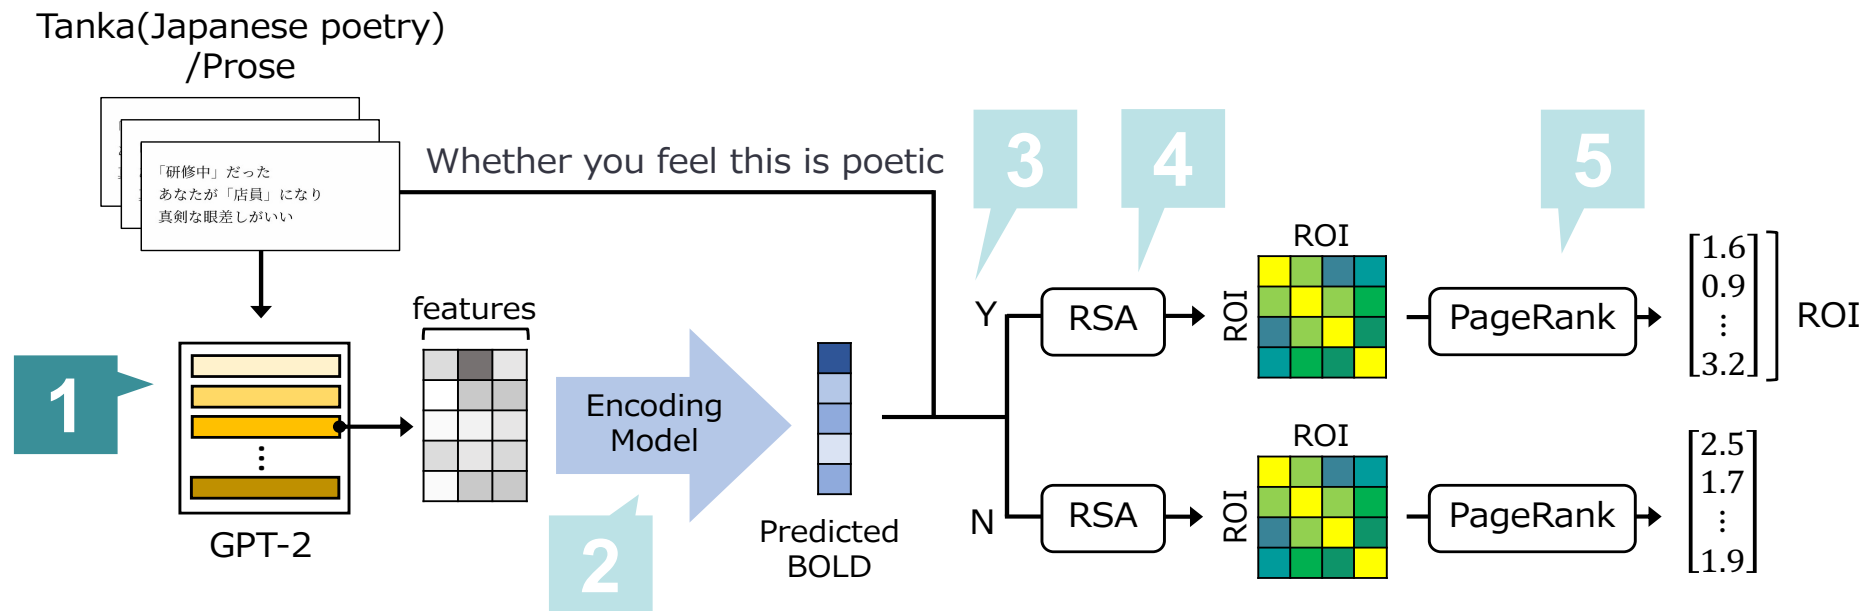 Tanka(Japanese poetry)
/Prose
「研修中」だった
あなたが「店員」になり
真剣な眼差しがいい
Whether you feel this is poetic
1
GPT-2
features
2
Encoding
Model
Predicted
BOLD
3
Y
N
4
RSA
ROI
ROI
5
PageRank
1.6
0.9
⋮
3.2
ROI
RSA
ROI
ROI
PageRank
2.5
1.7
⋮
1.9